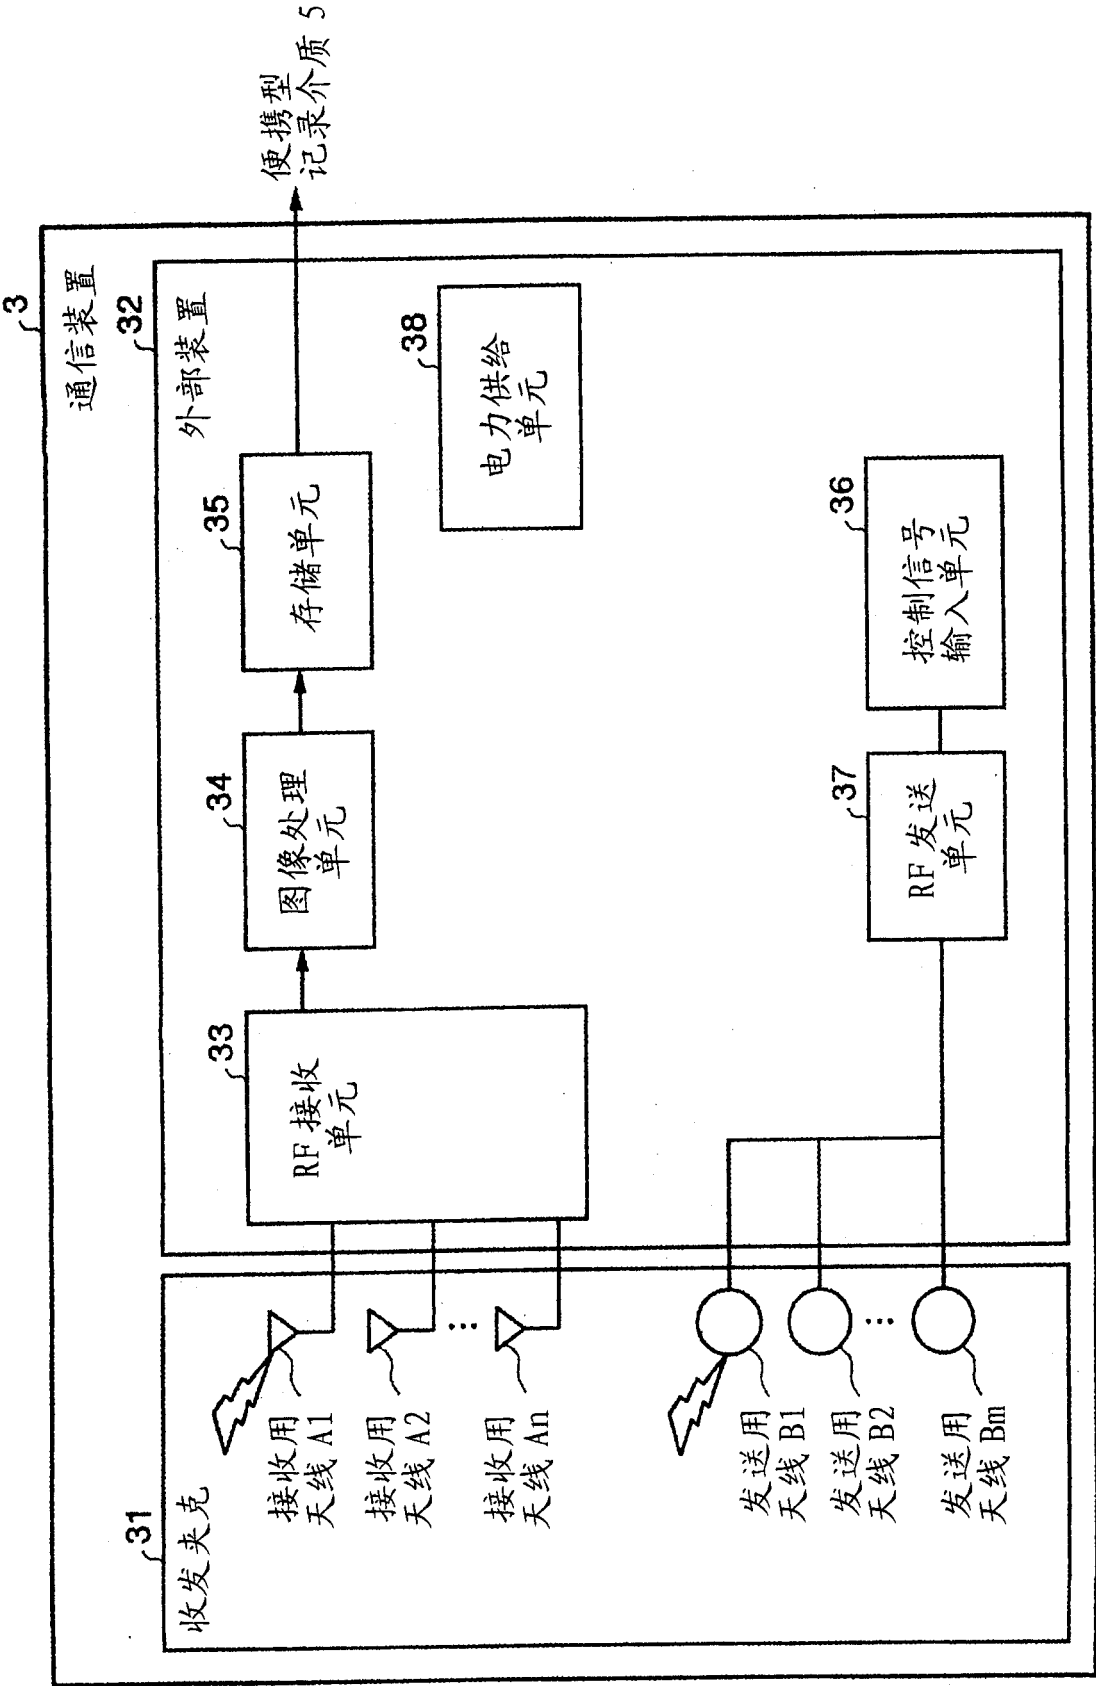 3
通信装置
31
收发夹克
接收用
天线 A1
接收用
天线 A2
接收用
天线 An
发送用
天线 B1
发送用
天线 B2
发送用
天线 Bm
32
外部装置
33
RF 接收
单元
34
图像处理
单元
35
存储单元
便携型
记录介质 5
38
电力供给
单元
37
RF 发送
单元
36
控制信号
输入单元